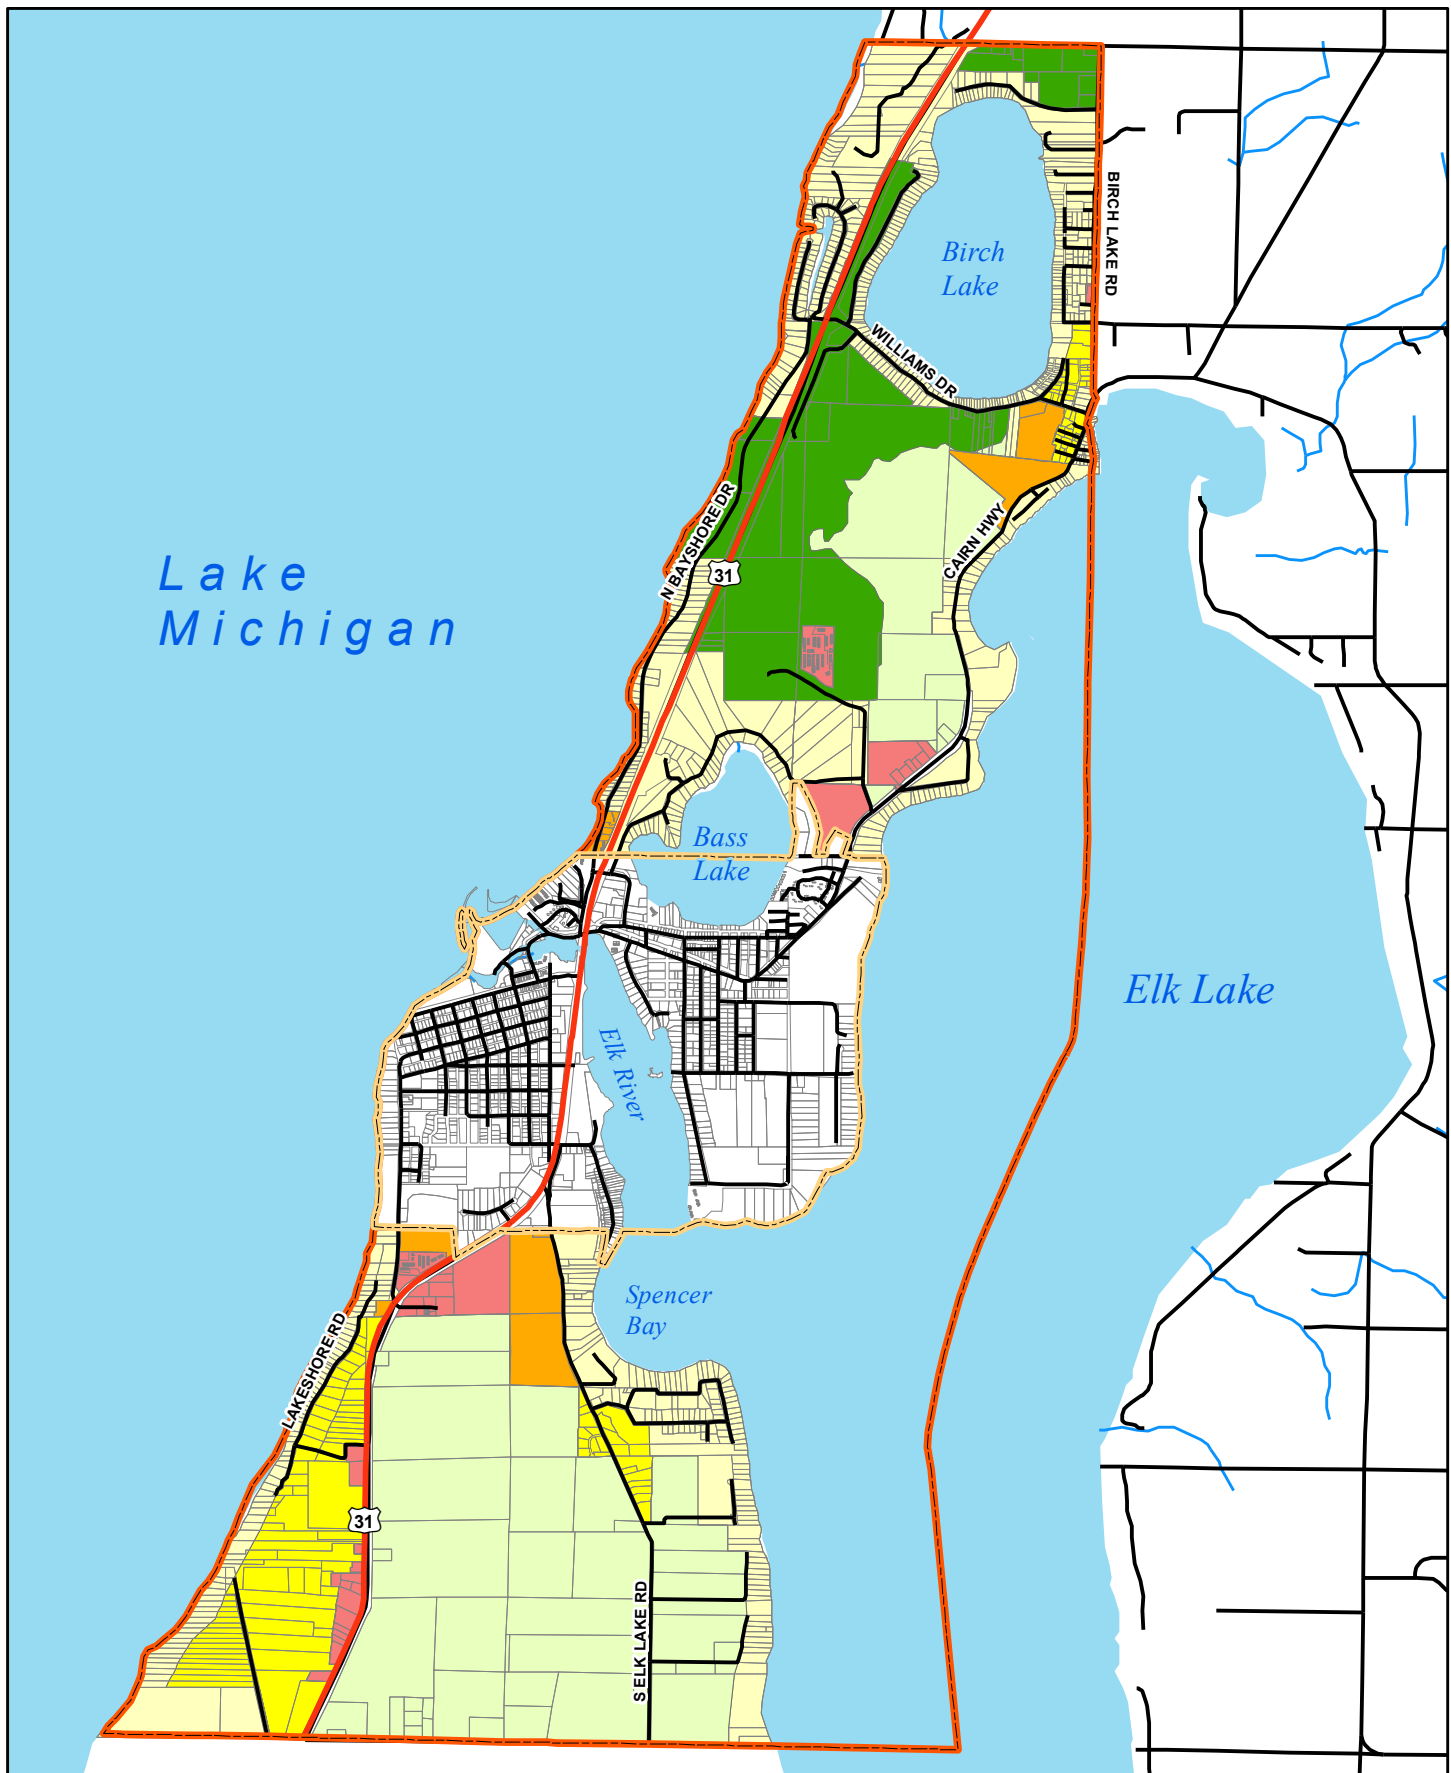 BIRCH LAKE RD
Birch
Lake
WILLIAMS DR
N BAYSHORE DR
CAIRN HWY
31
Lake
Michigan
Bass
Lake
Elk Lake
Elk River
Spencer
Bay
LAKESHORE RD
31
S ELK LAKE RD